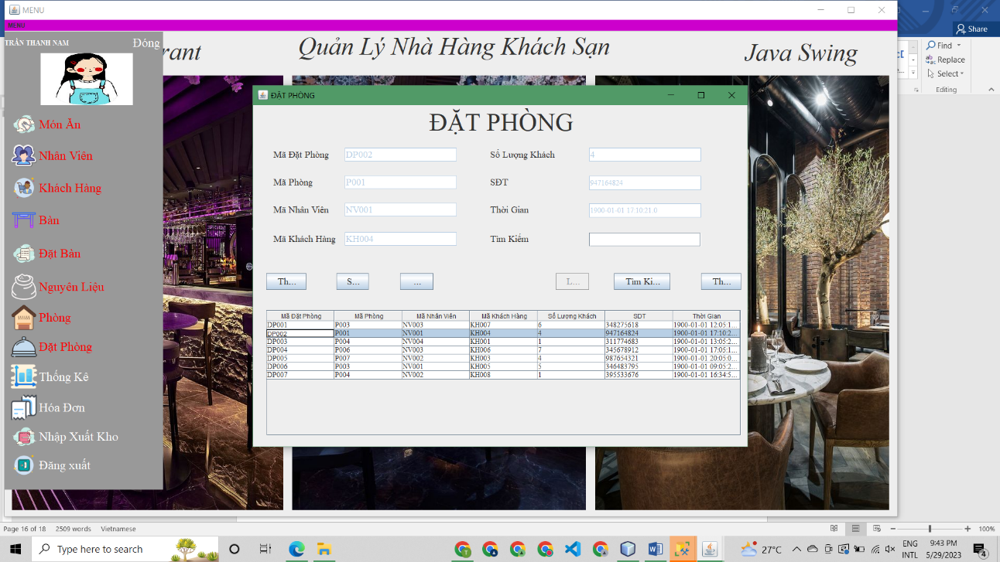 MENU
MENU
TRẦN THANH NAM
Đóng
rant
Quản Lý Nhà Hàng Khách Sạn
Java Swing
Món Ăn
Nhân Viên
Khách Hàng
Bàn
Đặt Bàn
Nguyên Liệu
Phòng
Đặt Phòng
Thống Kê
Hóa Đơn
Nhập Xuất Kho
Đăng xuất
ĐẶT PHÒNG
ĐẶT PHÒNG
Mã Đặt Phòng DP002 Số Lượng Khách 4
Mã Phòng P001 SĐT 947164824
Mã Nhân Viên NV001 Thời Gian 1900-01-01 17:10:21.0
Mã Khách Hàng KH004 Tìm Kiếm
Th... S... ... L... Tìm Ki... Th...
Mã Đặt Phòng Mã Phòng Mã Nhân Viên Mã Khách Hàng Số Lượng Khách SDT Thời Gian
DP001 P003 NV003 KH007 6 348275618 1900-01-01 12:05:1...
DP002 P001 NV001 KH004 4 947164824 1900-01-01 17:10:2...
DP003 P004 NV004 KH001 1 311774683 1900-01-01 13:05:2...
DP004 P006 NV003 KH006 7 345678912 1900-01-01 17:05:1...
DP005 P007 NV002 KH003 4 987654321 1900-01-01 20:05:0...
DP006 P003 NV001 KH005 5 346483795 1900-01-01 09:05:2...
DP007 P004 NV002 KH008 1 395533676 1900-01-01 16:34:5...
Share
Find
Replace
Select
Editing
Page 16 of 18 2509 words Vietnamese
100%
Type here to search
27°C
ENG
INTL
9:43 PM
5/29/2023
4